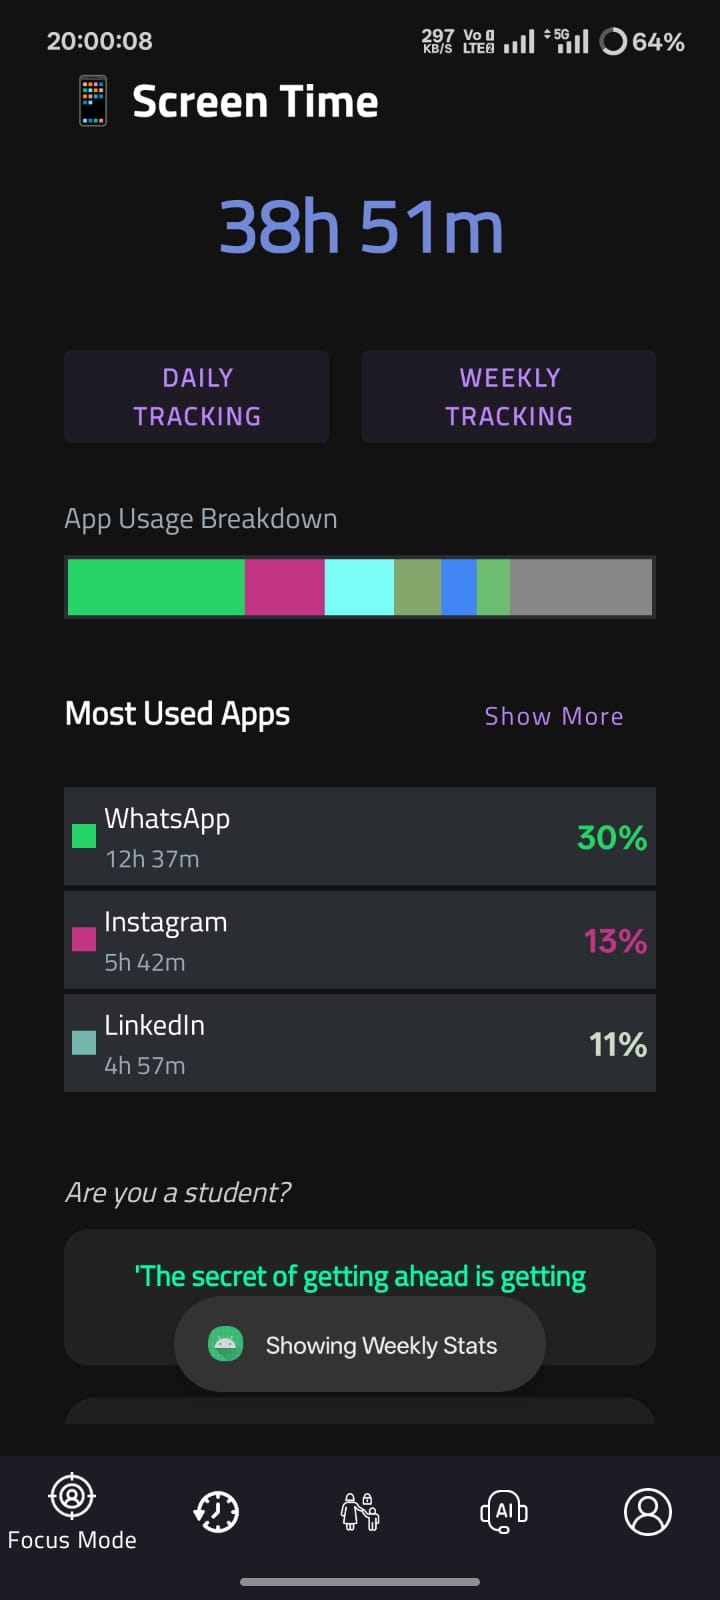 20:00:08
297 KB/S Vo LTE2 5G 64%
Screen Time
38h 51m
DAILY
TRACKING
WEEKLY
TRACKING
App Usage Breakdown
Most Used Apps
Show More
WhatsApp
12h 37m
30%
Instagram
5h 42m
13%
LinkedIn
4h 57m
11%
Are you a student?
'The secret of getting ahead is getting
Showing Weekly Stats
AI
Focus Mode